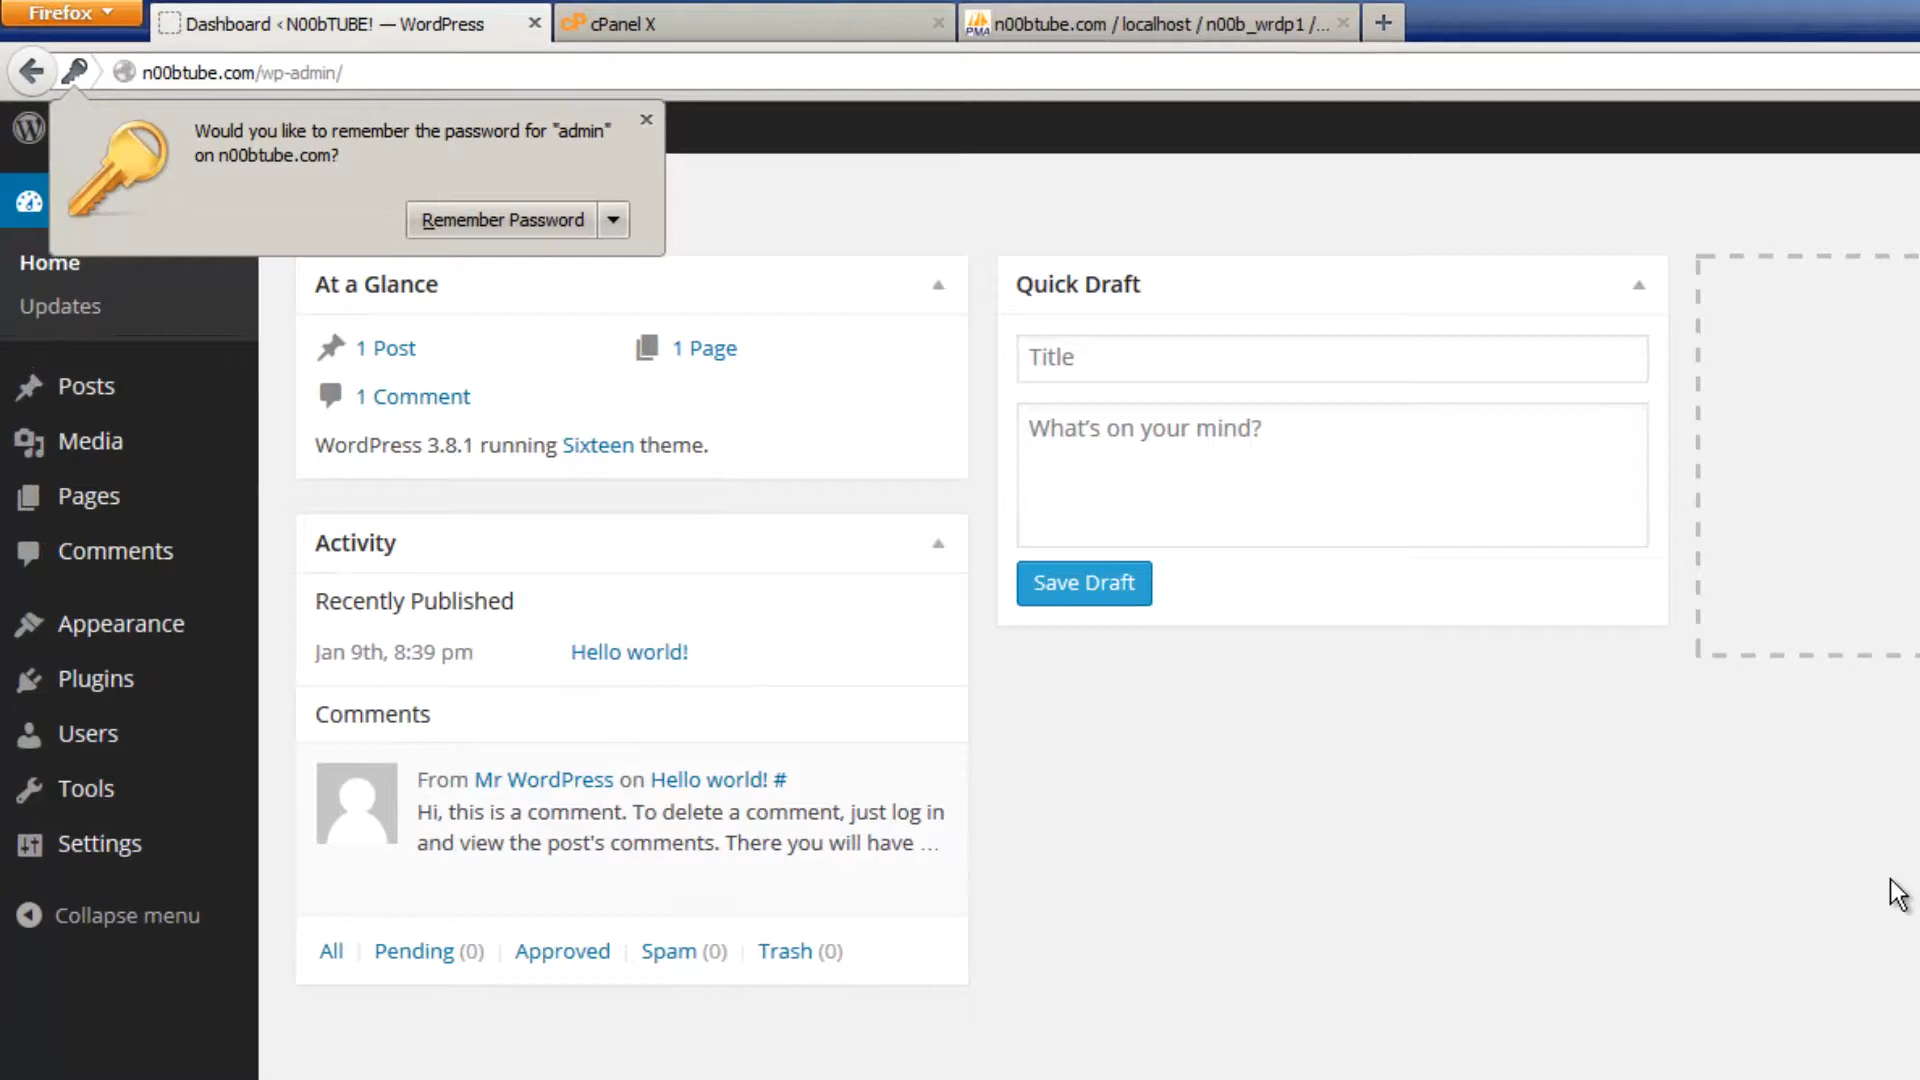 Firefox
Dashboard ‹ N00bTUBE! — WordPress
cP cPanel X
PMA n00btube.com / localhost / n00b_wrdp1 /...
n00btube.com/wp-admin/
Would you like to remember the password for "admin"
on n00btube.com?
Remember Password
Home
Updates
Posts
Media
Pages
Comments
Appearance
Plugins
Users
Tools
Settings
Collapse menu
At a Glance
1 Post
1 Page
1 Comment
WordPress 3.8.1 running Sixteen theme.
Activity
Recently Published
Jan 9th, 8:39 pm Hello world!
Comments
From Mr WordPress on Hello world! #
Hi, this is a comment. To delete a comment, just log in
and view the post's comments. There you will have ...
All | Pending (0) | Approved | Spam (0) | Trash (0)
Quick Draft
Title
What's on your mind?
Save Draft